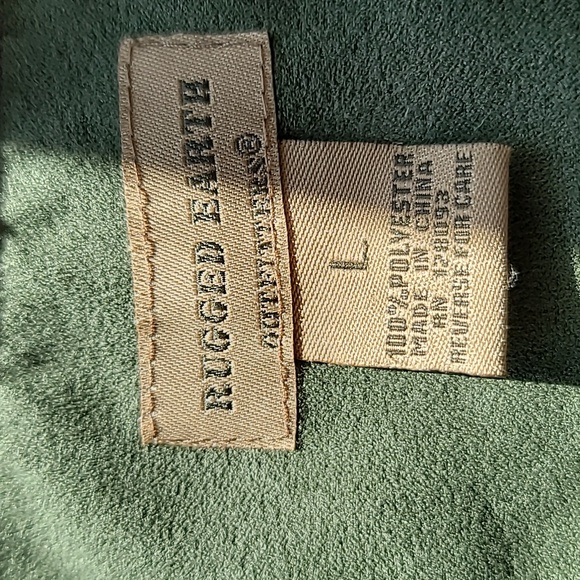 RUGGED EARTH
OUTFITTERS®
L
100% POLYESTER
MADE IN CHINA
RN 128093
REVERSE FOR CARE